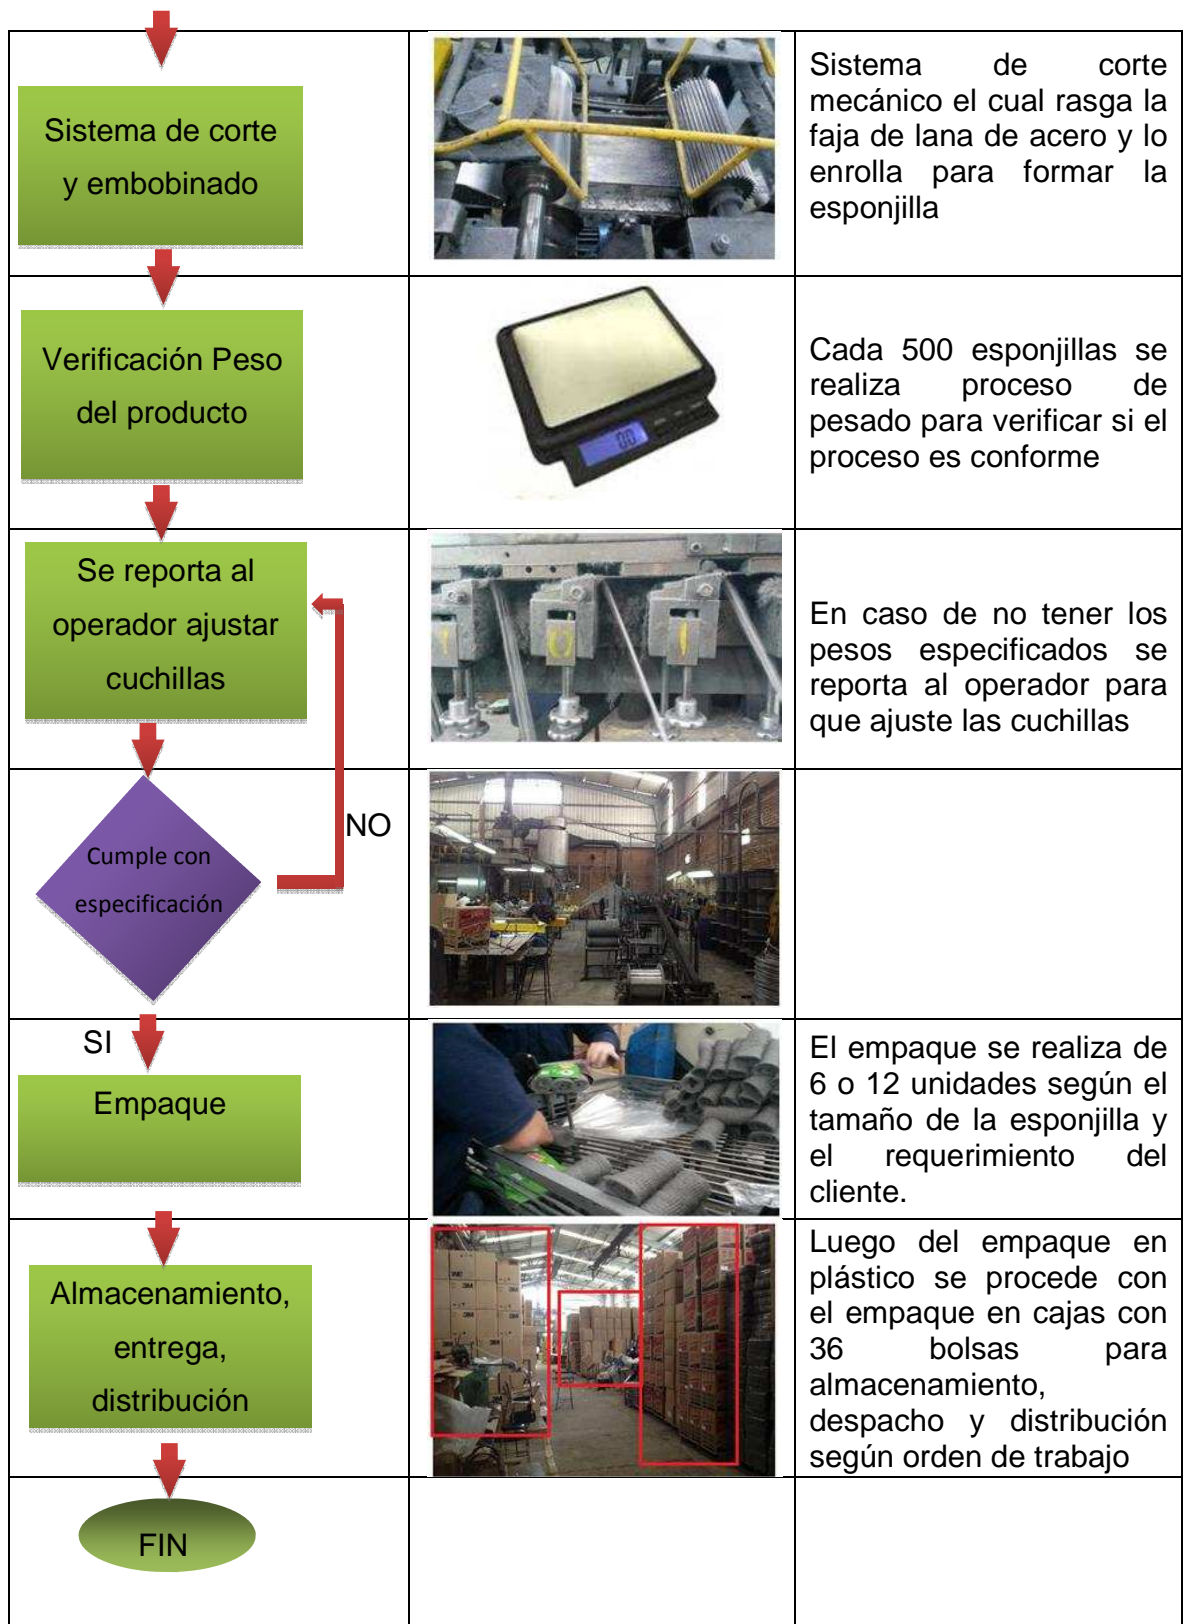 Sistema de corte
y embobinado
Sistema de corte
mecánico el cual rasga la
faja de lana de acero y lo
enrolla para formar la
esponjilla
Verificación Peso
del producto
00
Cada 500 esponjillas se
realiza proceso de
pesado para verificar si el
proceso es conforme
Se reporta al
operador ajustar
cuchillas
En caso de no tener los
pesos especificados se
reporta al operador para
que ajuste las cuchillas
NO
Cumple con
especificación
SI
Empaque
El empaque se realiza de
6 o 12 unidades según el
tamaño de la esponjilla y
el requerimiento del
cliente.
Almacenamiento,
entrega,
distribución
3M
Luego del empaque en
plástico se procede con
el empaque en cajas con
36 bolsas para
almacenamiento,
despacho y distribución
según orden de trabajo
FIN